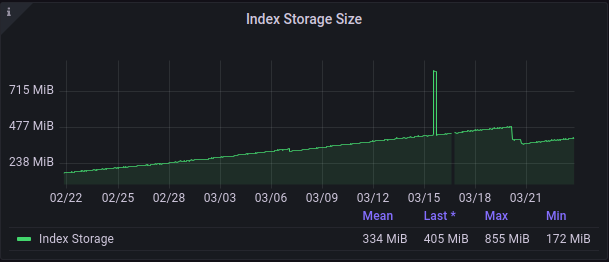 i
Index Storage Size
715 MiB
477 MiB
238 MiB
02/22 02/25 02/28 03/03 03/06 03/09 03/12 03/15 03/18 03/21
Mean Last * Max Min
Index Storage 334 MiB 405 MiB 855 MiB 172 MiB